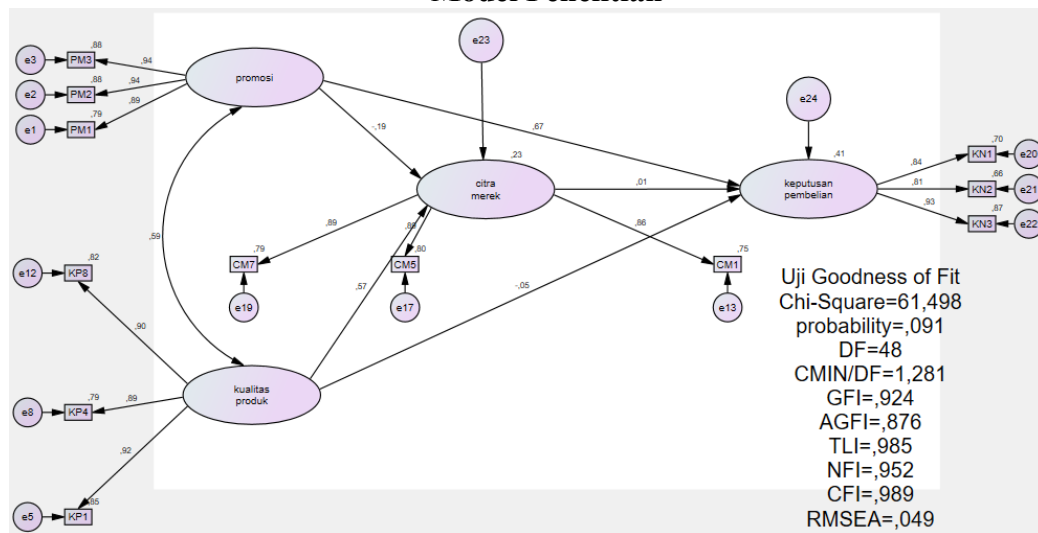 e23
e3
PM3
,88
,94
promosi
e2
PM2
,88
,94
e1
PM1
,79
,89
e24
,67
-,19
,23
citra
merek
,41
keputusan
pembelian
,01
,84
,70
KN1
e20
,81
,66
KN2
e21
,93
,87
KN3
e22
,59
,89
,79
CM7
e19
,80
CM5
e17
,86
,75
CM1
e13
,57
-,05
e12
KP8
,82
,90
kualitas
produk
e8
KP4
,79
,89
,92
e5
KP1
,85
Uji Goodness of Fit
Chi-Square=61,498
probability=,091
DF=48
CMIN/DF=1,281
GFI=,924
AGFI=,876
TLI=,985
NFI=,952
CFI=,989
RMSEA=,049